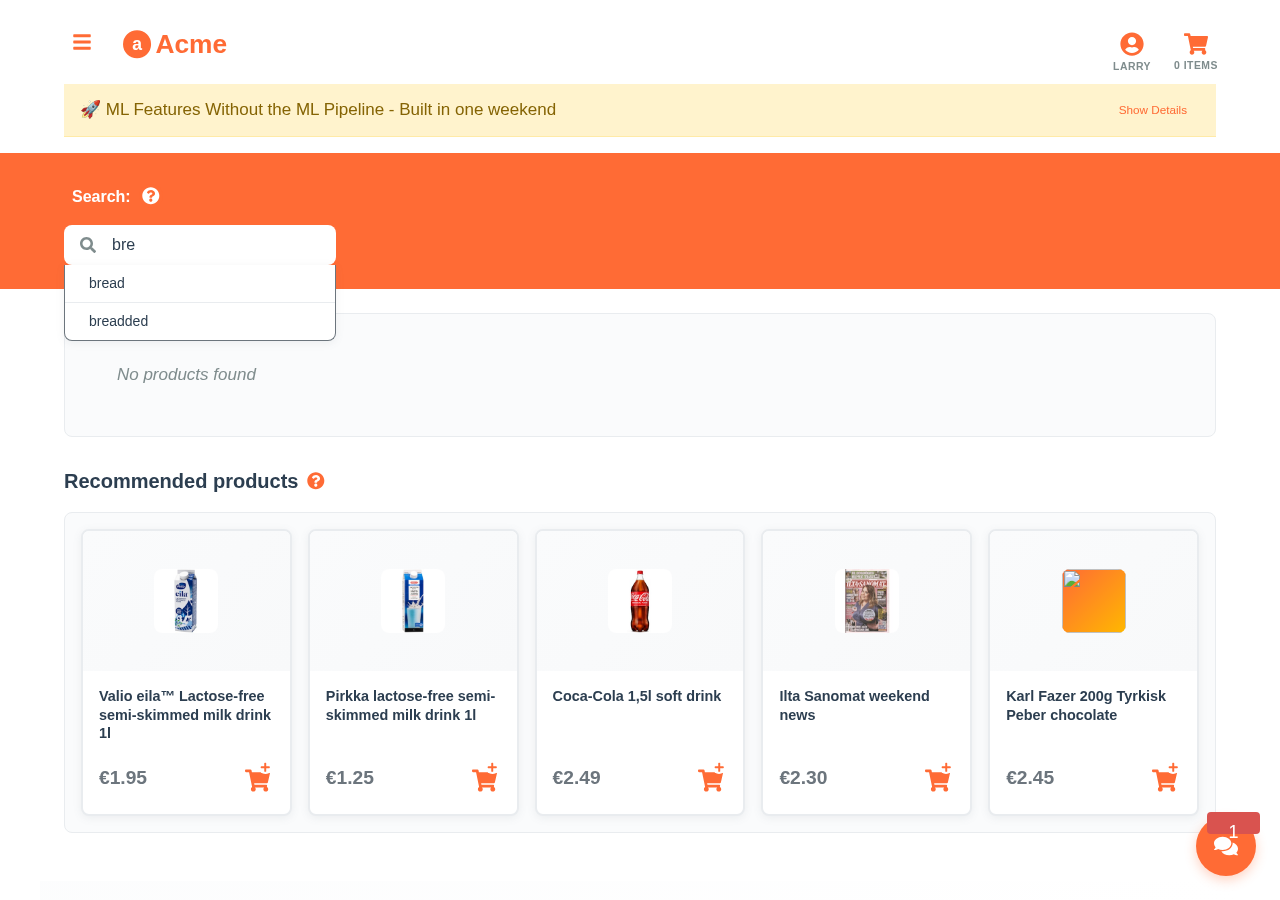 a Acme
LARRY
0 ITEMS
🚀 ML Features Without the ML Pipeline - Built in one weekend
Show Details
Search:
bre
bread
breadded
No products found
Recommended products
Valio eila™ Lactose-free
semi-skimmed milk drink
1l
€1.95
Pirkka lactose-free semi-
skimmed milk drink 1l
€1.25
Coca-Cola 1,5l soft drink
€2.49
Ilta Sanomat weekend
news
€2.30
Karl Fazer 200g Tyrkisk
Peber chocolate
€2.45
1